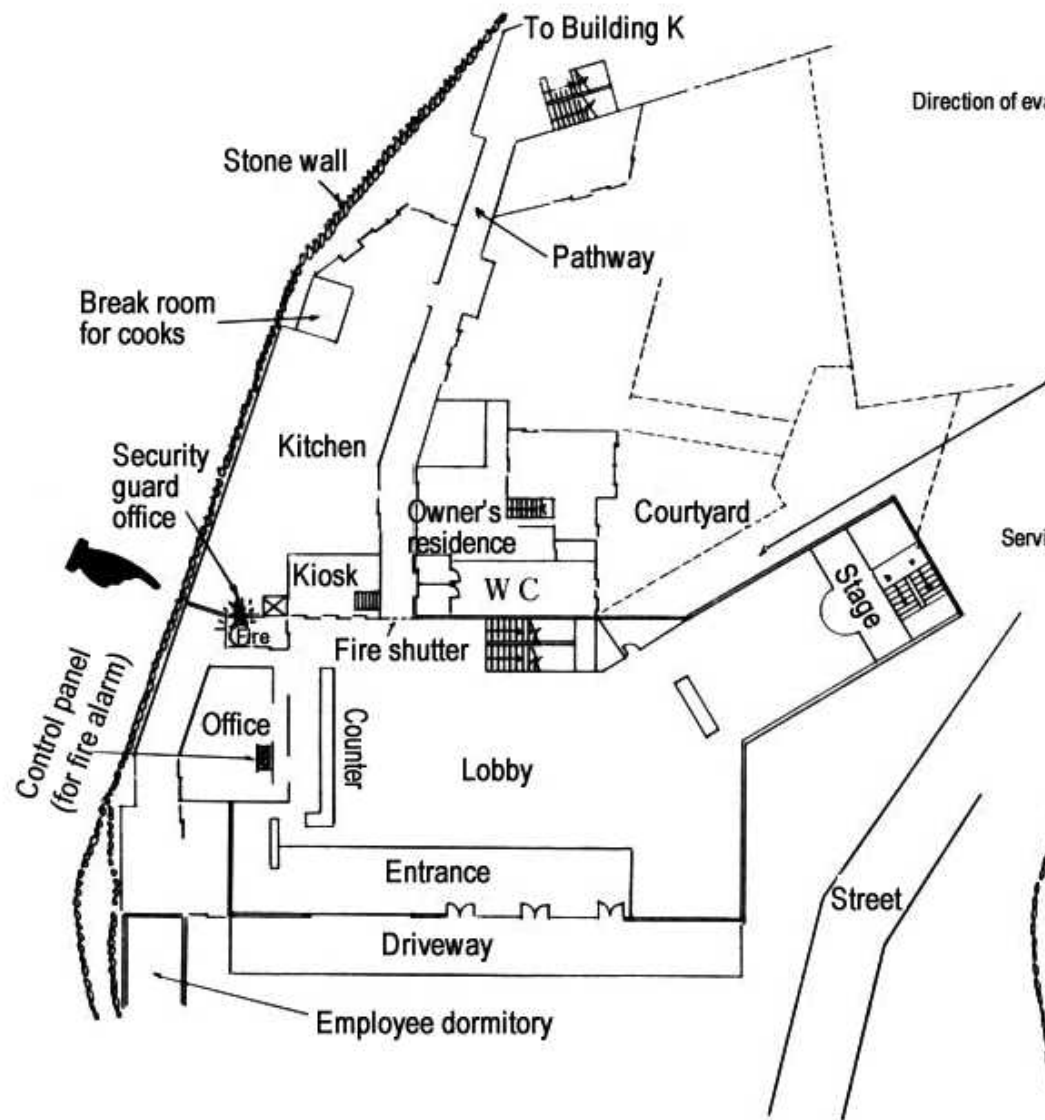 To Building K
Direction of eva
Stone wall
Pathway
Break room
for cooks
Security
guard
office
Kitchen
Owner's
residence
Courtyard
Servi
Kiosk
WC
Stage
Fire
Fire shutter
Control panel
(for fire alarm)
Office
Counter
Lobby
Entrance
Street
Driveway
Employee dormitory